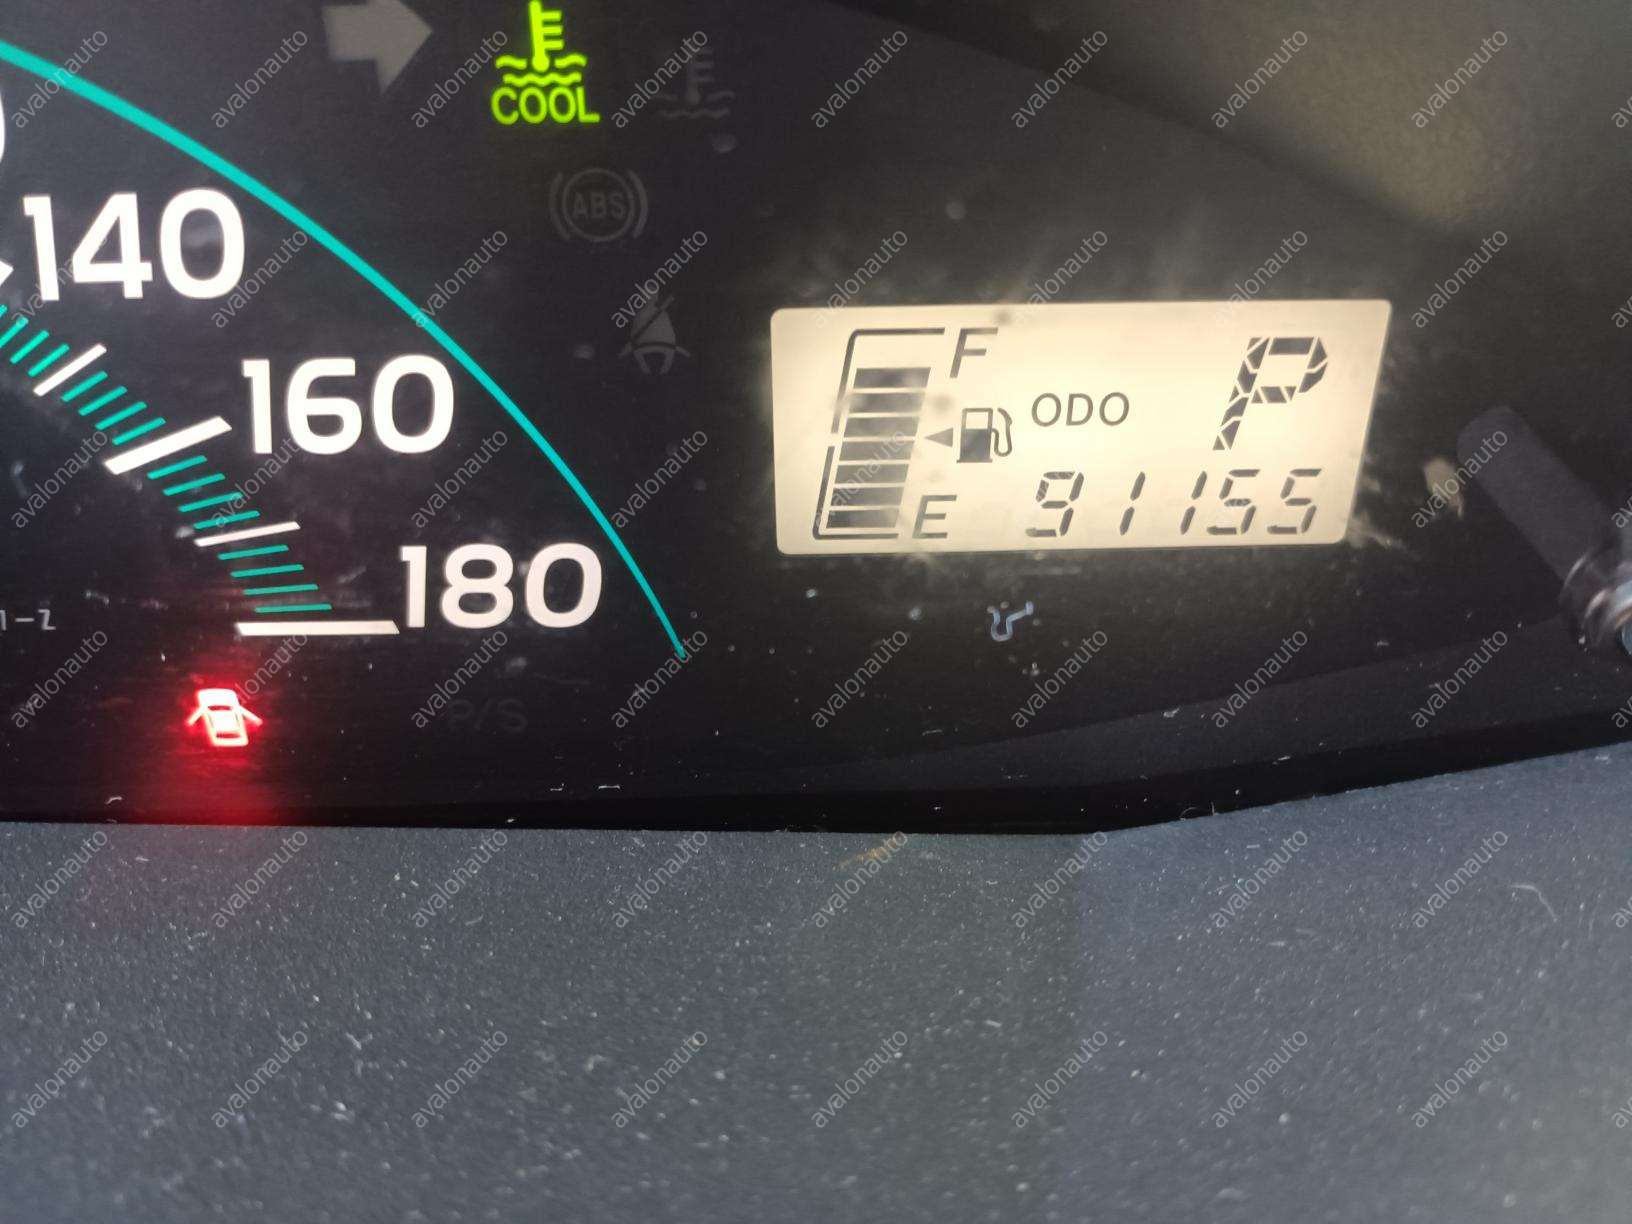 COOL
ABS
140
160
180
F
ODO
P
E
91155
P/S
avalonauto